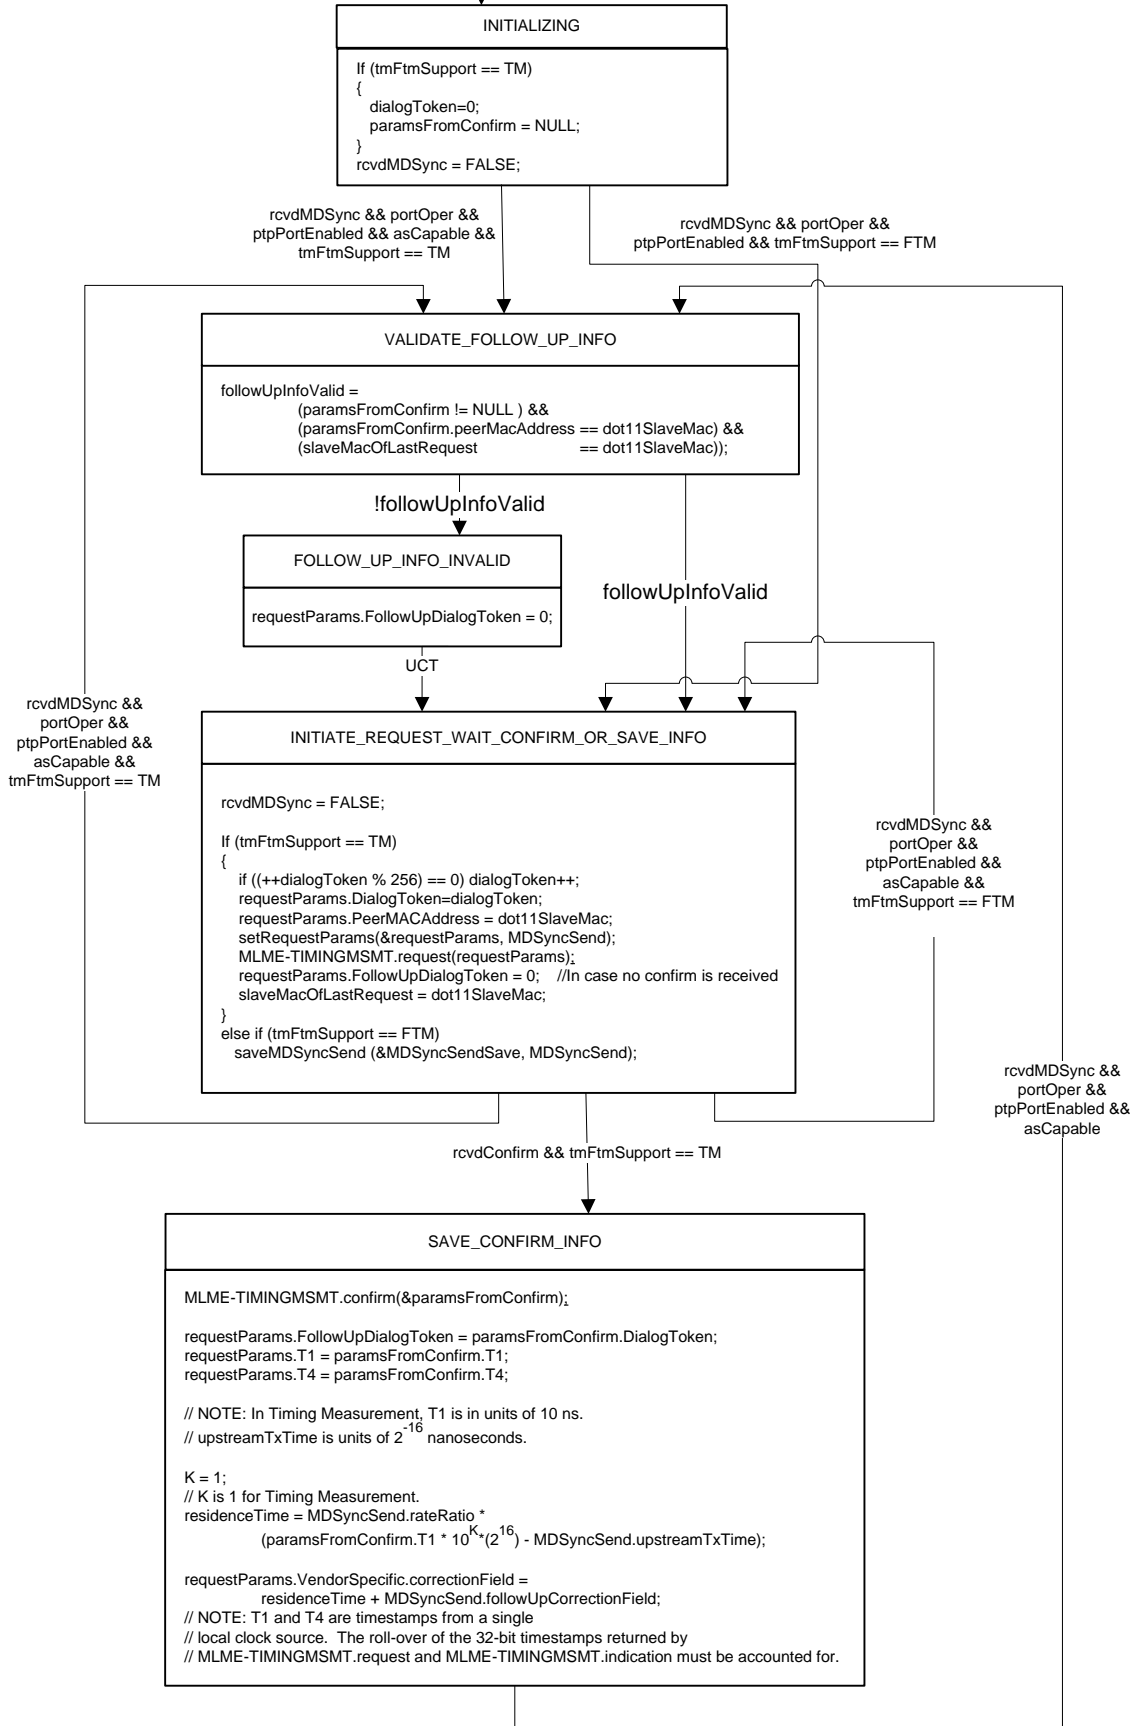 INITIALIZING
If (tmFtmSupport == TM)
{
dialogToken=0;
paramsFromConfirm = NULL;
}
rcvdMDSync = FALSE;
rcvdMDSync && portOper &&
ptpPortEnabled && asCapable &&
tmFtmSupport == TM
rcvdMDSync && portOper &&
ptpPortEnabled && tmFtmSupport == FTM
VALIDATE_FOLLOW_UP_INFO
followUpInfoValid =
(paramsFromConfirm != NULL ) &&
(paramsFromConfirm.peerMacAddress == dot11SlaveMac) &&
(slaveMacOfLastRequest == dot11SlaveMac));
!followUpInfoValid
FOLLOW_UP_INFO_INVALID
requestParams.FollowUpDialogToken = 0;
followUpInfoValid
UCT
rcvdMDSync &&
portOper &&
ptpPortEnabled &&
asCapable &&
tmFtmSupport == TM
INITIATE_REQUEST_WAIT_CONFIRM_OR_SAVE_INFO
rcvdMDSync = FALSE;
If (tmFtmSupport == TM)
{
if ((++dialogToken % 256) == 0) dialogToken++;
requestParams.DialogToken=dialogToken;
requestParams.PeerMACAddress = dot11SlaveMac;
setRequestParams(&requestParams, MDSyncSend);
MLME-TIMINGMSMT.request(requestParams);
requestParams.FollowUpDialogToken = 0; //In case no confirm is received
slaveMacOfLastRequest = dot11SlaveMac;
}
else if (tmFtmSupport == FTM)
saveMDSyncSend (&MDSyncSendSave, MDSyncSend);
rcvdMDSync &&
portOper &&
ptpPortEnabled &&
asCapable &&
tmFtmSupport == FTM
rcvdMDSync &&
portOper &&
ptpPortEnabled &&
asCapable
rcvdConfirm && tmFtmSupport == TM
SAVE_CONFIRM_INFO
MLME-TIMINGMSMT.confirm(&paramsFromConfirm);
requestParams.FollowUpDialogToken = paramsFromConfirm.DialogToken;
requestParams.T1 = paramsFromConfirm.T1;
requestParams.T4 = paramsFromConfirm.T4;
// NOTE: In Timing Measurement, T1 is in units of 10 ns.
// upstreamTxTime is units of 2^-16 nanoseconds.
K = 1;
// K is 1 for Timing Measurement.
residenceTime = MDSyncSend.rateRatio *
(paramsFromConfirm.T1 * 10^K*(2^16) - MDSyncSend.upstreamTxTime);
requestParams.VendorSpecific.correctionField =
residenceTime + MDSyncSend.followUpCorrectionField;
// NOTE: T1 and T4 are timestamps from a single
// local clock source. The roll-over of the 32-bit timestamps returned by
// MLME-TIMINGMSMT.request and MLME-TIMINGMSMT.indication must be accounted for.